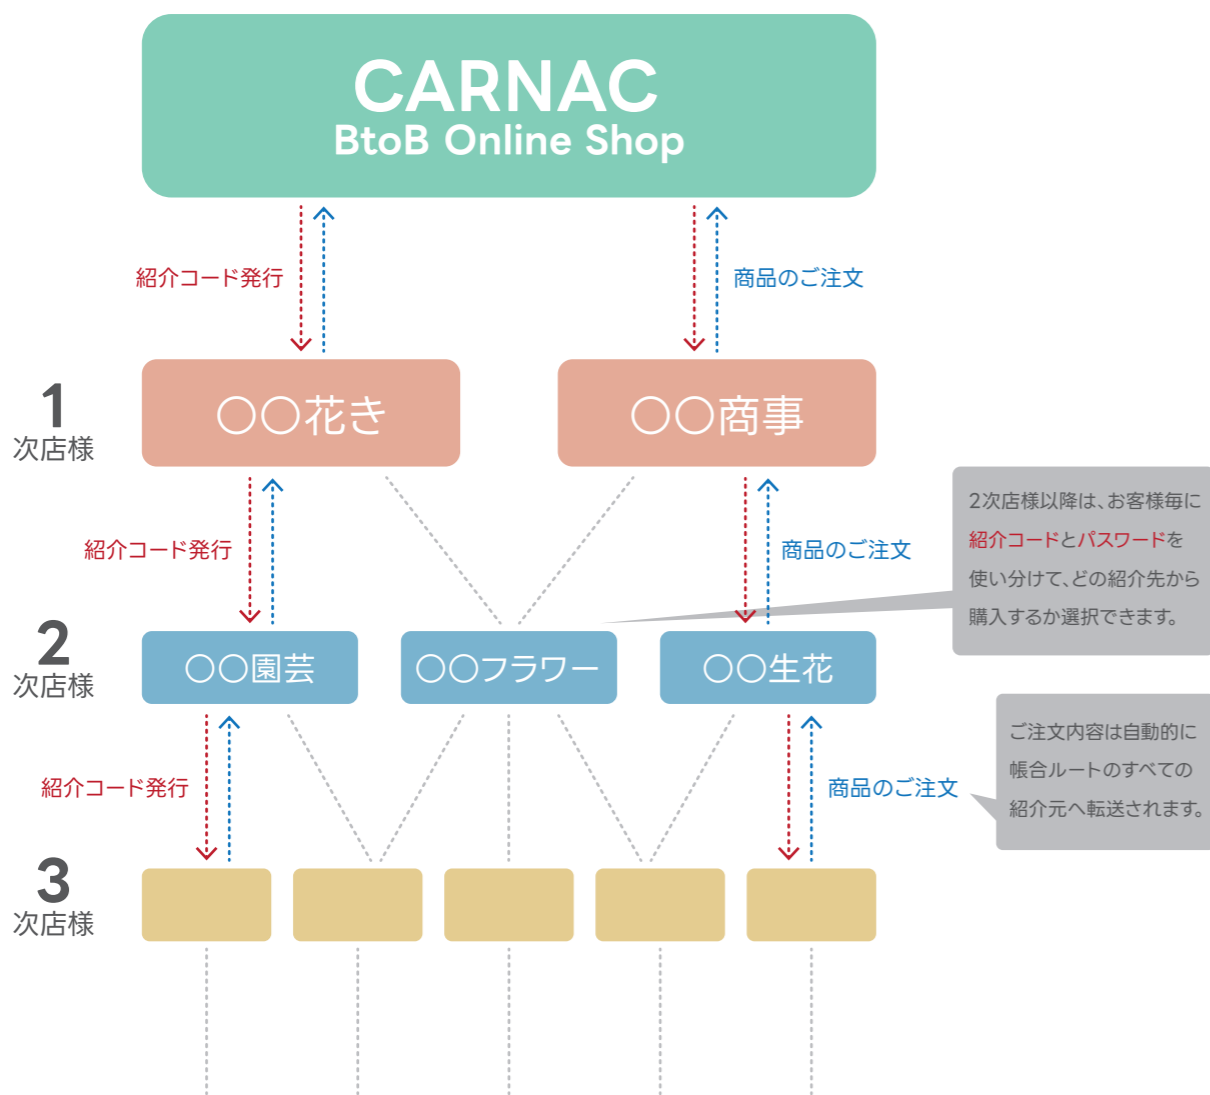 CARNAC
BtoB Online Shop
紹介コード発行
商品のご注文
1
次店様
〇〇花き
〇〇商事
紹介コード発行
商品のご注文
2次店様以降は、お客様毎に
紹介コードとパスワードを
使い分けて、どの紹介先から
購入するか選択できます。
2
次店様
〇〇園芸
〇〇フラワー
〇〇生花
紹介コード発行
商品のご注文
ご注文内容は自動的に
帳合ルートのすべての
紹介元へ転送されます。
3
次店様